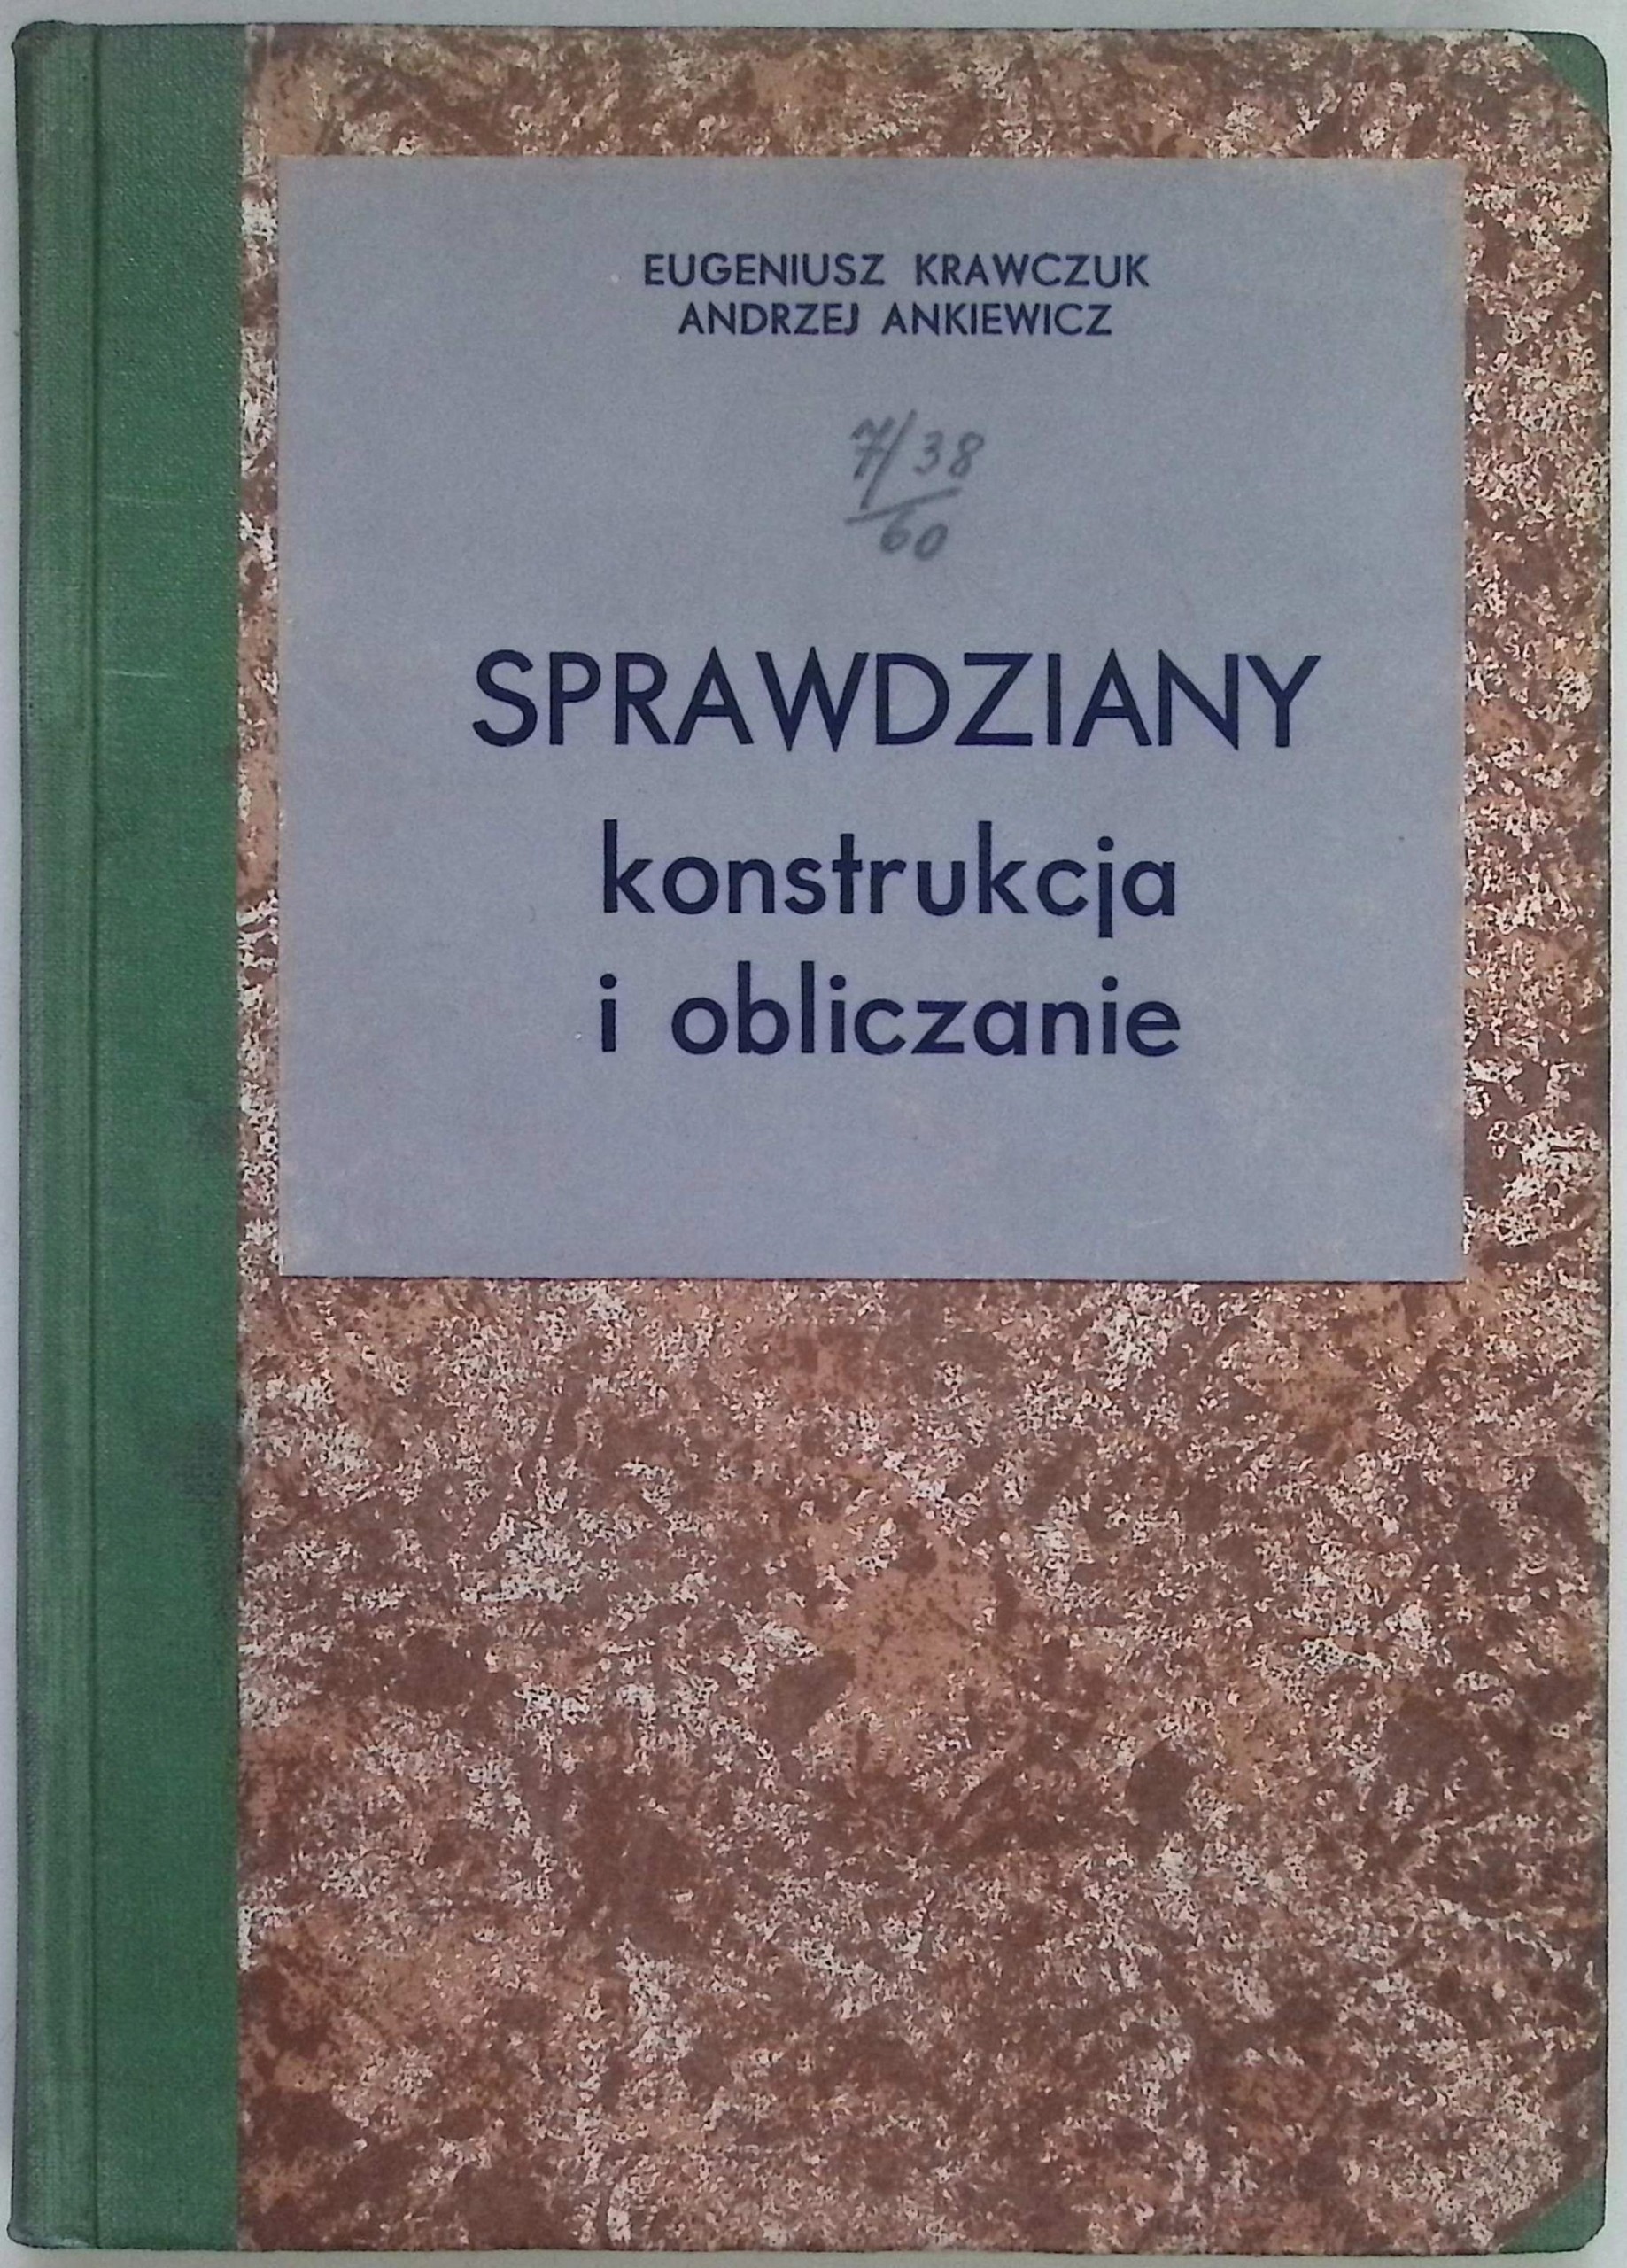 EUGENIUSZ KRAWCZUK
ANDRZEJ ANKIEWICZ
7/38
60
SPRAWDZIANY
konstrukcja
i obliczanie